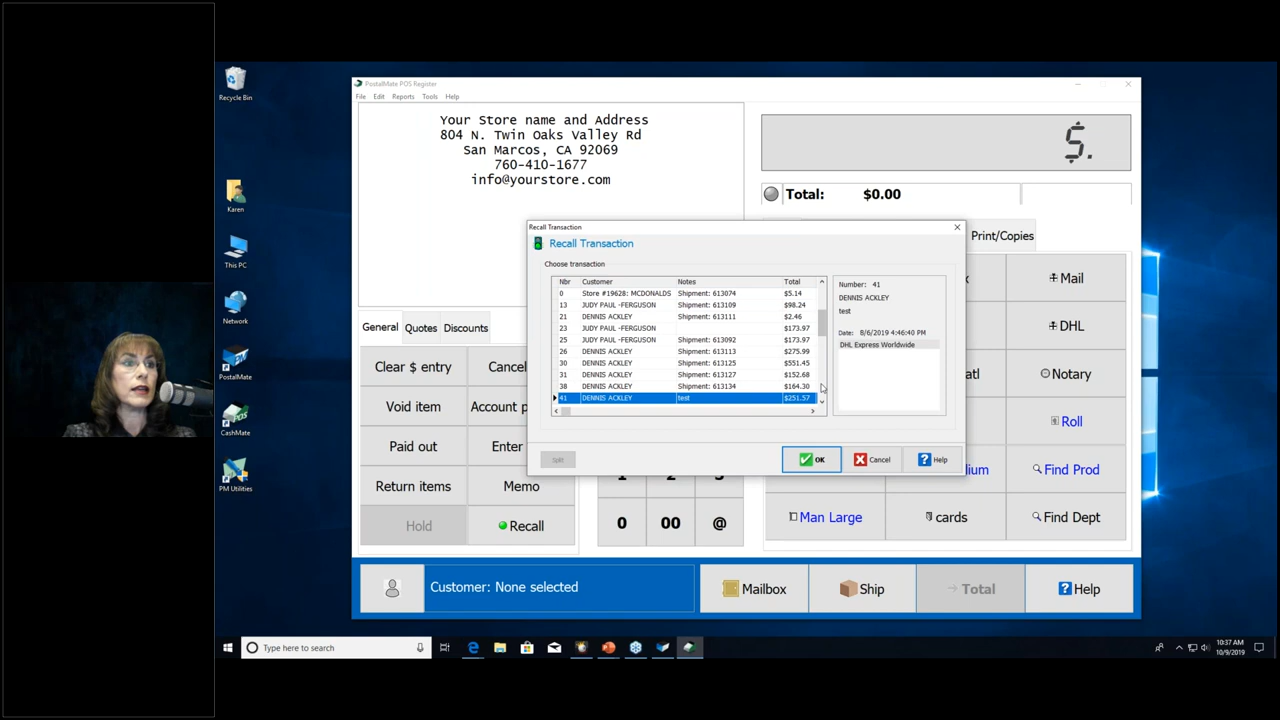 Recycle Bin
Karen
This PC
Network
PostalMate
CashMate
PM Utilities
PostalMate POS Register
File Edit Reports Tools Help
Your Store name and Address
804 N. Twin Oaks Valley Rd
San Marcos, CA 92069
760-410-1677
info@yourstore.com
$.
Total: $0.00
General Quotes Discounts
Print/Copies
Clear $ entry Cancel
Void item Account p
Paid out Enter
Return items Memo
Hold Recall
0 00 @
x Mail
DHL
atl Notary
Roll
dium Find Prod
Man Large cards Find Dept
Recall Transaction
Recall Transaction
Choose transaction
Nbr Customer Notes Total
0 Store #19628: MCDONALDS Shipment: 613074 $5.14
13 JUDY PAUL -FERGUSON Shipment: 613109 $98.24
21 DENNIS ACKLEY Shipment: 613111 $2.46
23 JUDY PAUL -FERGUSON $173.97
25 JUDY PAUL -FERGUSON Shipment: 613092 $173.97
26 DENNIS ACKLEY Shipment: 613113 $275.99
30 DENNIS ACKLEY Shipment: 613125 $551.45
31 DENNIS ACKLEY Shipment: 613127 $152.68
38 DENNIS ACKLEY Shipment: 613134 $164.30
41 DENNIS ACKLEY test $251.57
Number: 41
DENNIS ACKLEY
test
Date: 8/6/2019 4:46:40 PM
DHL Express Worldwide
Split OK Cancel Help
Customer: None selected
Mailbox Ship Total Help
Type here to search
10:37 AM
10/9/2019